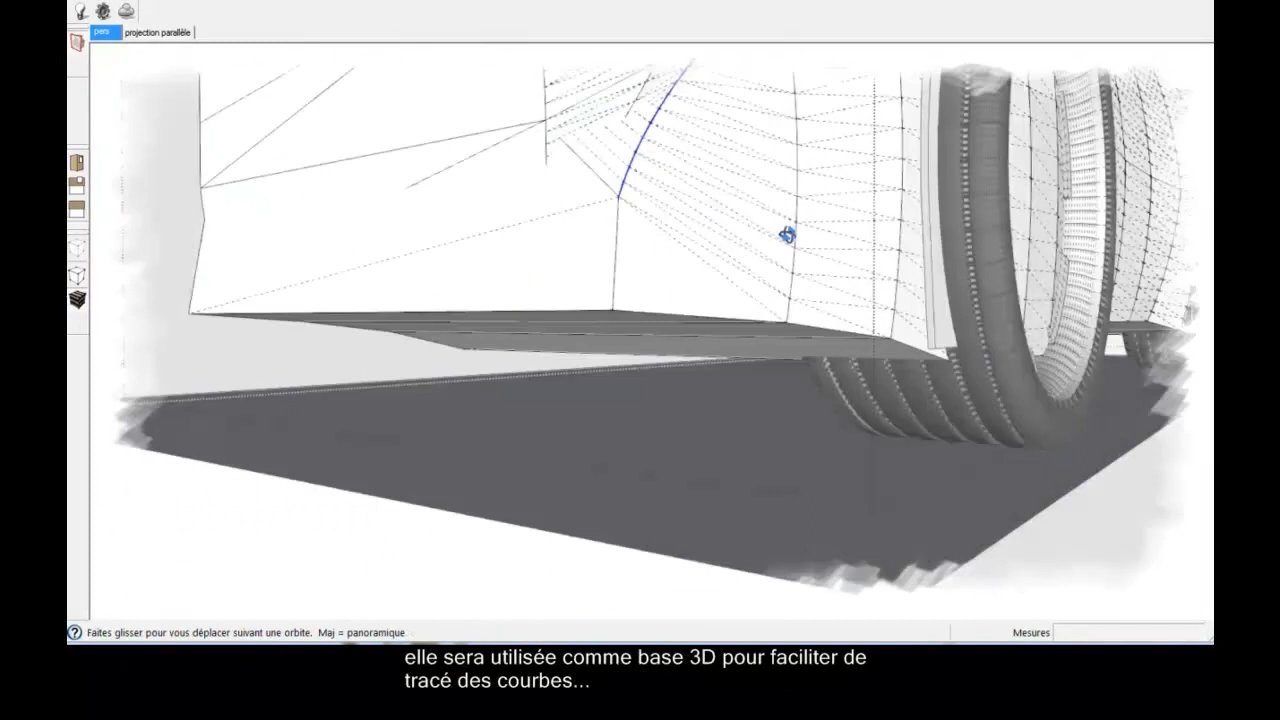 pers
projection parallèle
Faites glisser pour vous déplacer suivant une orbite. Maj = panoramique
Mesures
elle sera utilisée comme base 3D pour faciliter de
tracé des courbes...